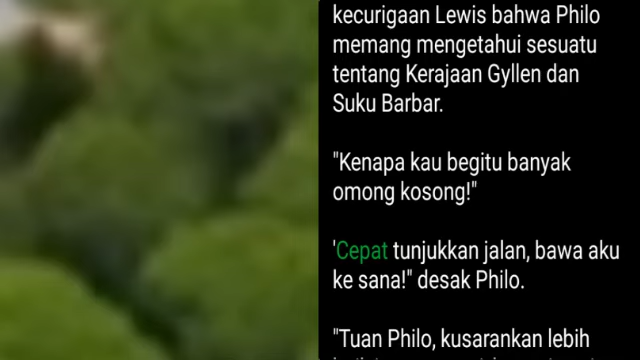 kecurigaan Lewis bahwa Philo
memang mengetahui sesuatu
tentang Kerajaan Gyllen dan
Suku Barbar.
"Kenapa kau begitu banyak
omong kosong!"
'Cepat tunjukkan jalan, bawa aku
ke sana!" desak Philo.
"Tuan Philo, kusarankan lebih